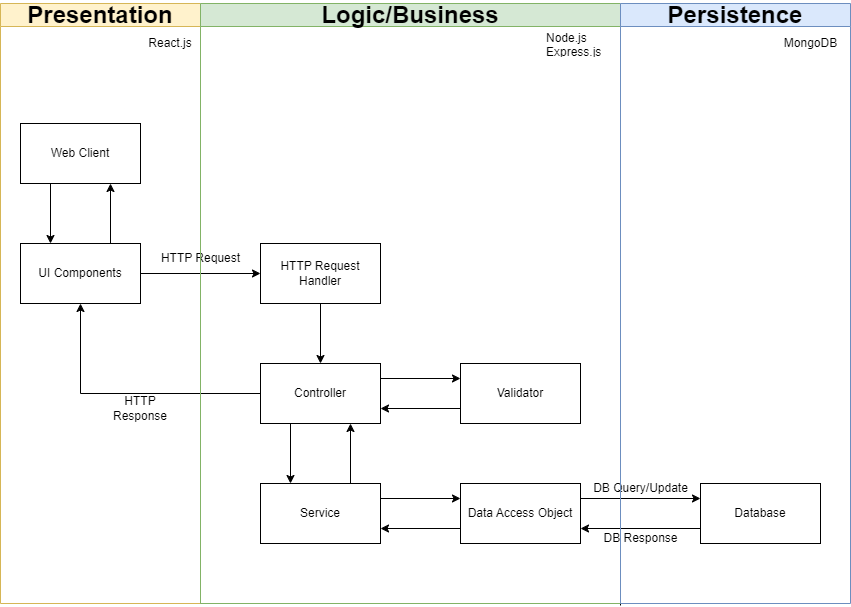 Presentation
Logic/Business
Persistence
React.js
Node.js
Express.js
MongoDB
Web Client
UI Components
HTTP Request
HTTP Request
Handler
Controller
Validator
HTTP
Response
Service
Data Access Object
DB Query/Update
Database
DB Response